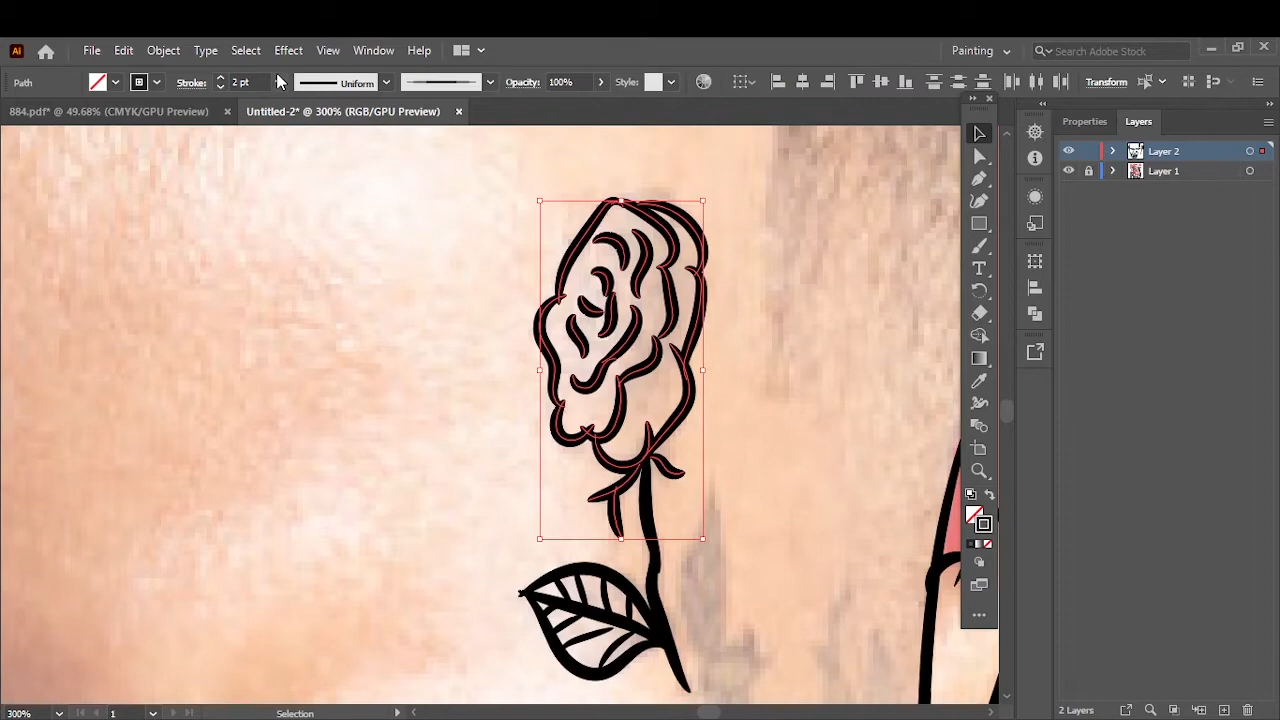 Ai File Edit Object Type Select Effect View Window Help Painting Search Adobe Stock
Path Stroke: 2 pt Uniform Opacity: 100% Style: Transform
884.pdf* @ 49.68% (CMYK/GPU Preview) × Untitled-2* @ 300% (RGB/GPU Preview) ×
Properties Layers
Layer 2
Layer 1
300% 1 Selection 2 Layers